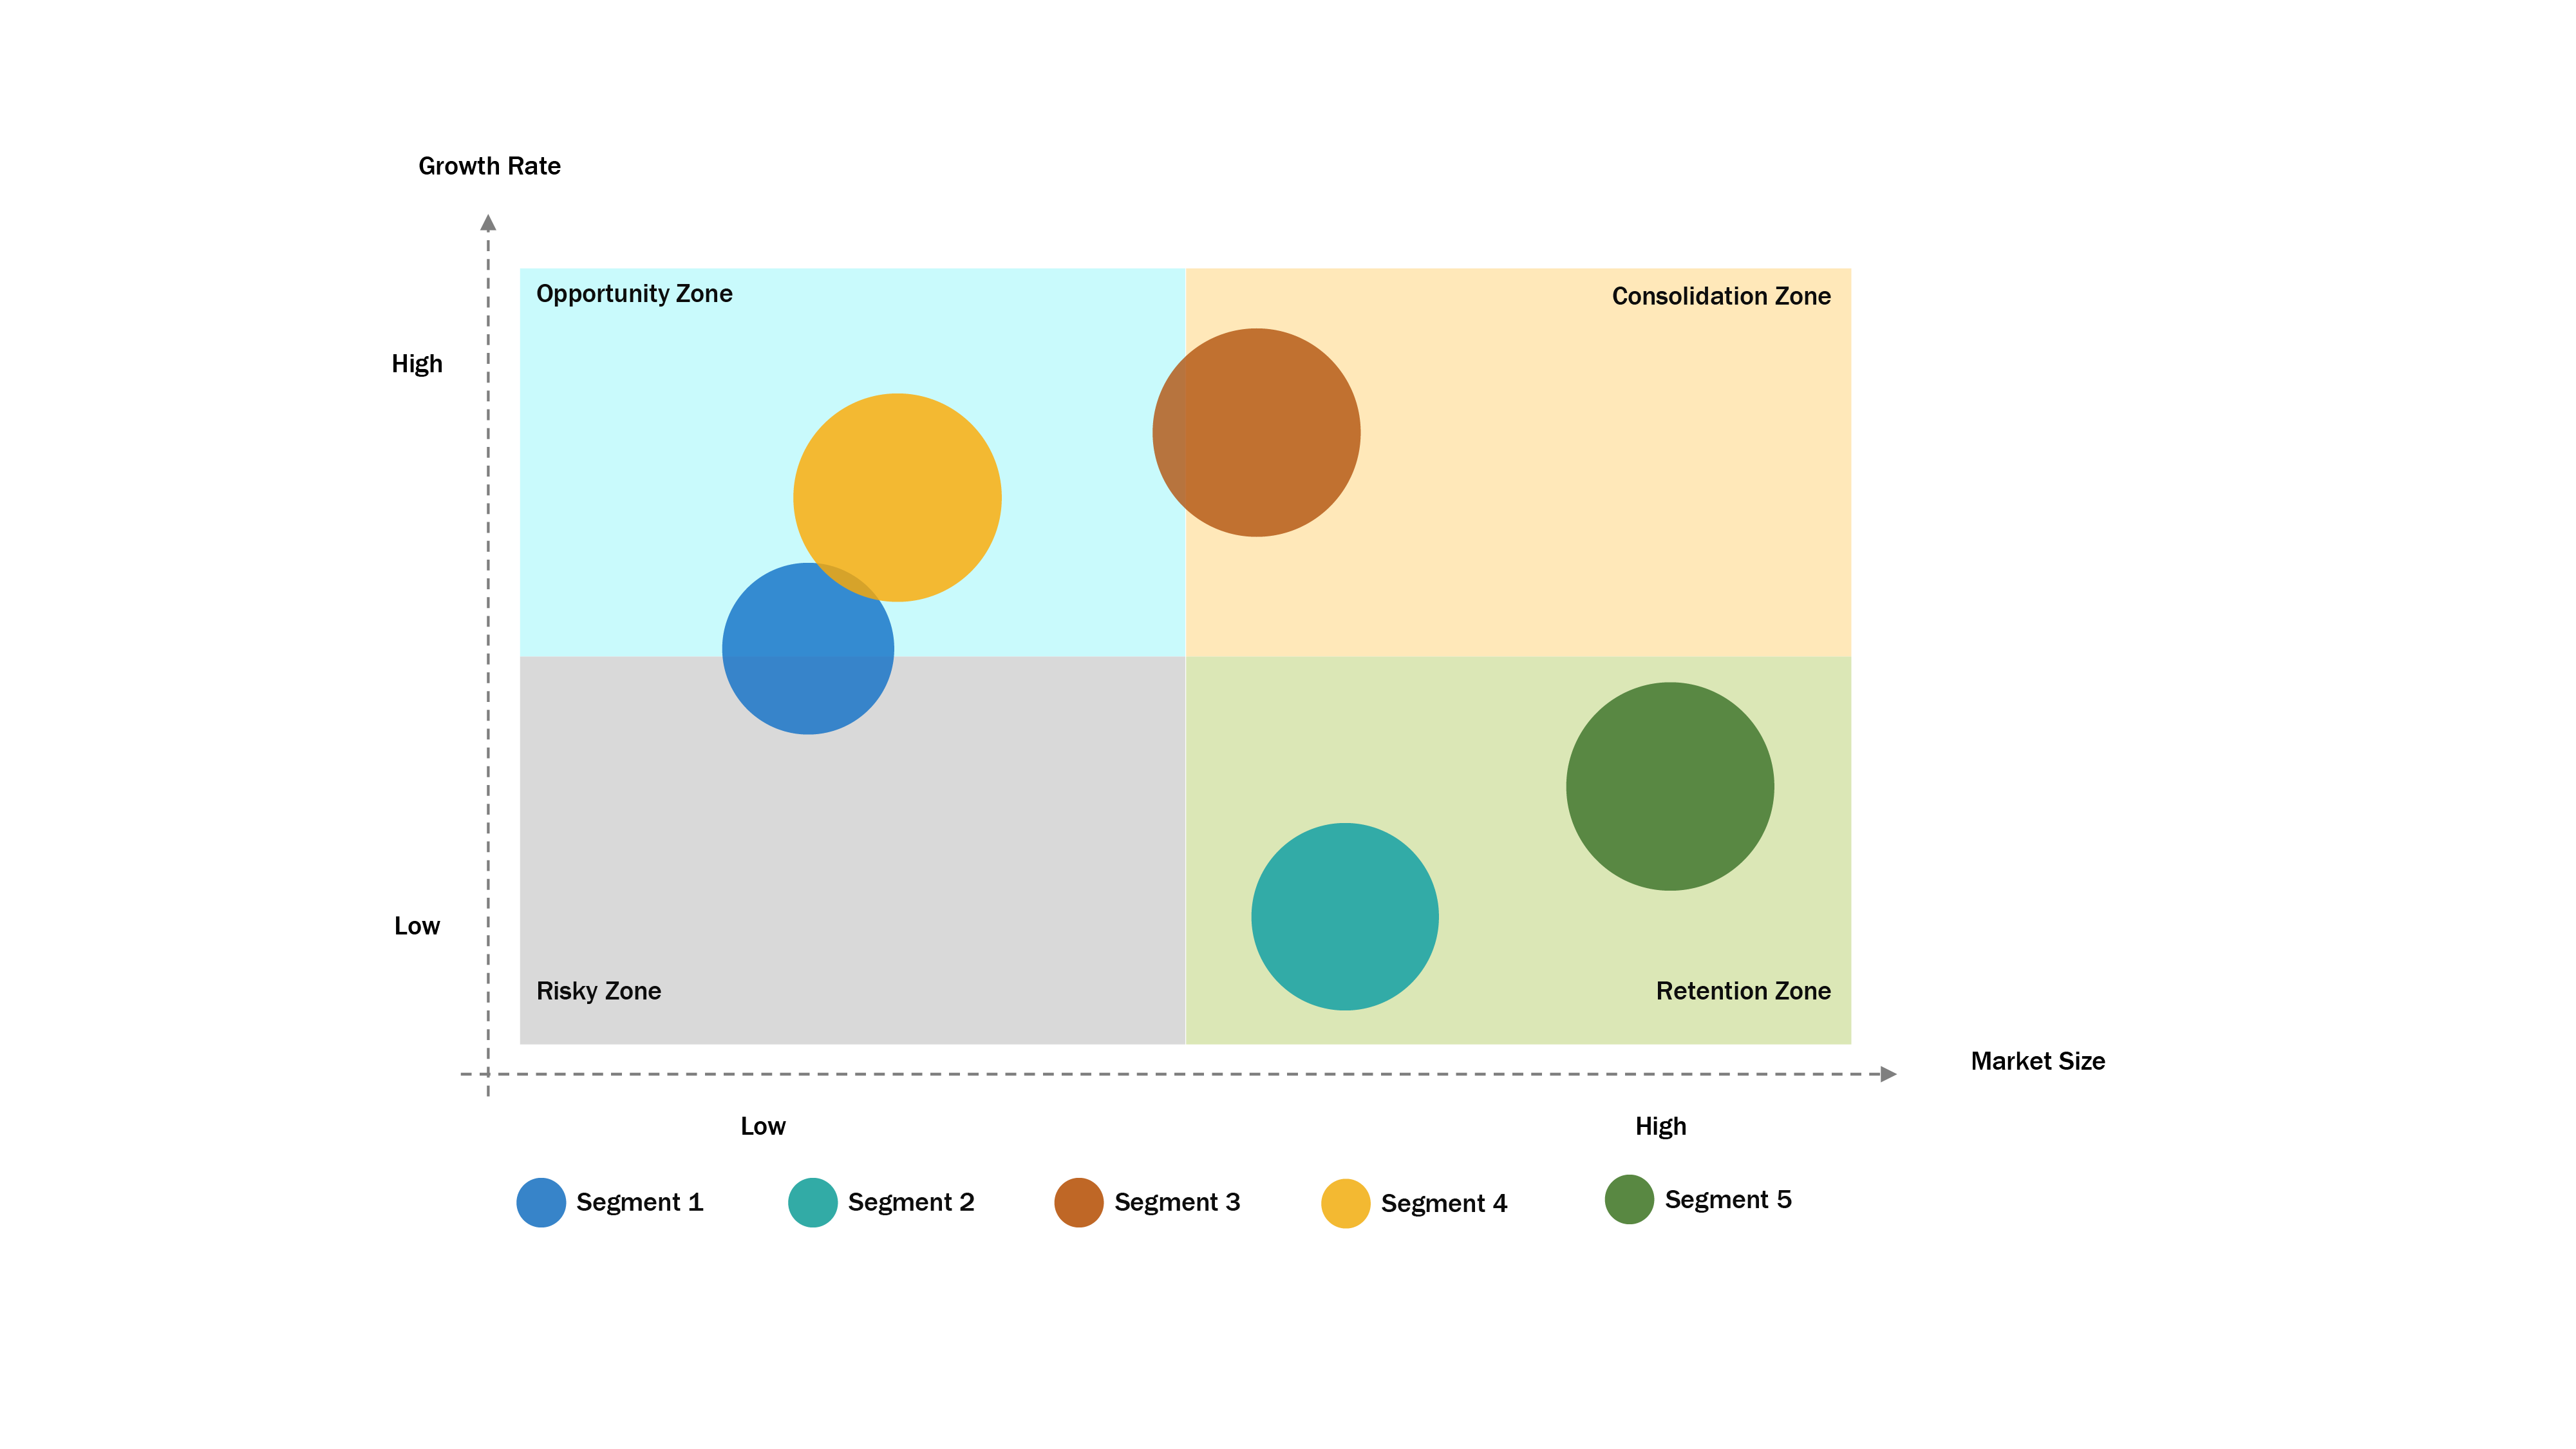 Growth Rate
Opportunity Zone
Consolidation Zone
High
Low
Risky Zone
Retention Zone
Market Size
Low
High
Segment 1
Segment 2
Segment 3
Segment 4
Segment 5